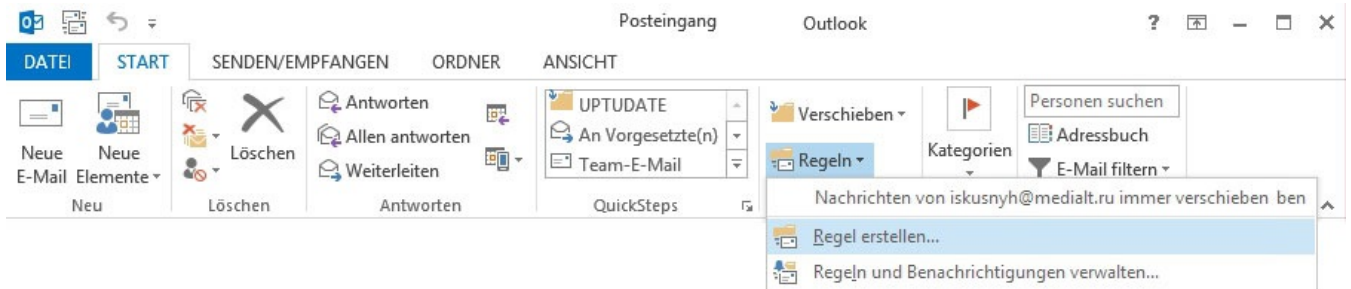 Posteingang Outlook ?
DATEI START SENDEN/EMPFANGEN ORDNER ANSICHT
Neue E-Mail
Neue Elemente
Neu
Löschen
Löschen
Antworten
Allen antworten
Weiterleiten
Antworten
UPTUDATE
An Vorgesetzte(n)
Team-E-Mail
QuickSteps
Verschieben
Regeln
Nachrichten von iskusnyh@medialt.ru immer verschieben ben
Regel erstellen...
Regeln und Benachrichtigungen verwalten...
Kategorien
Personen suchen
Adressbuch
E-Mail filtern